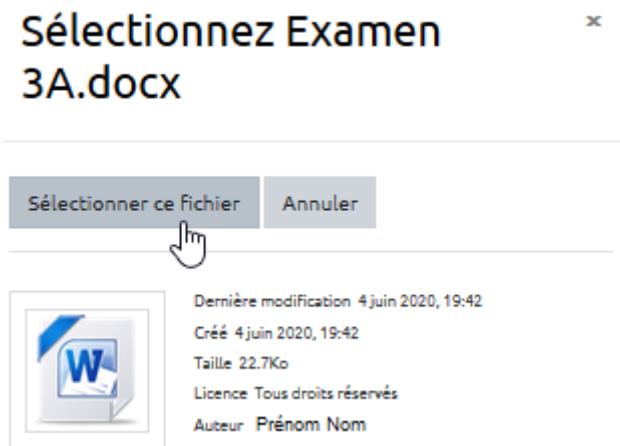 Sélectionnez Examen
3A.docx
×
Sélectionner ce fichier
Annuler
W
Dernière modification 4 juin 2020, 19:42
Créé 4 juin 2020, 19:42
Taille 22.7Ko
Licence Tous droits réservés
Auteur Prénom Nom